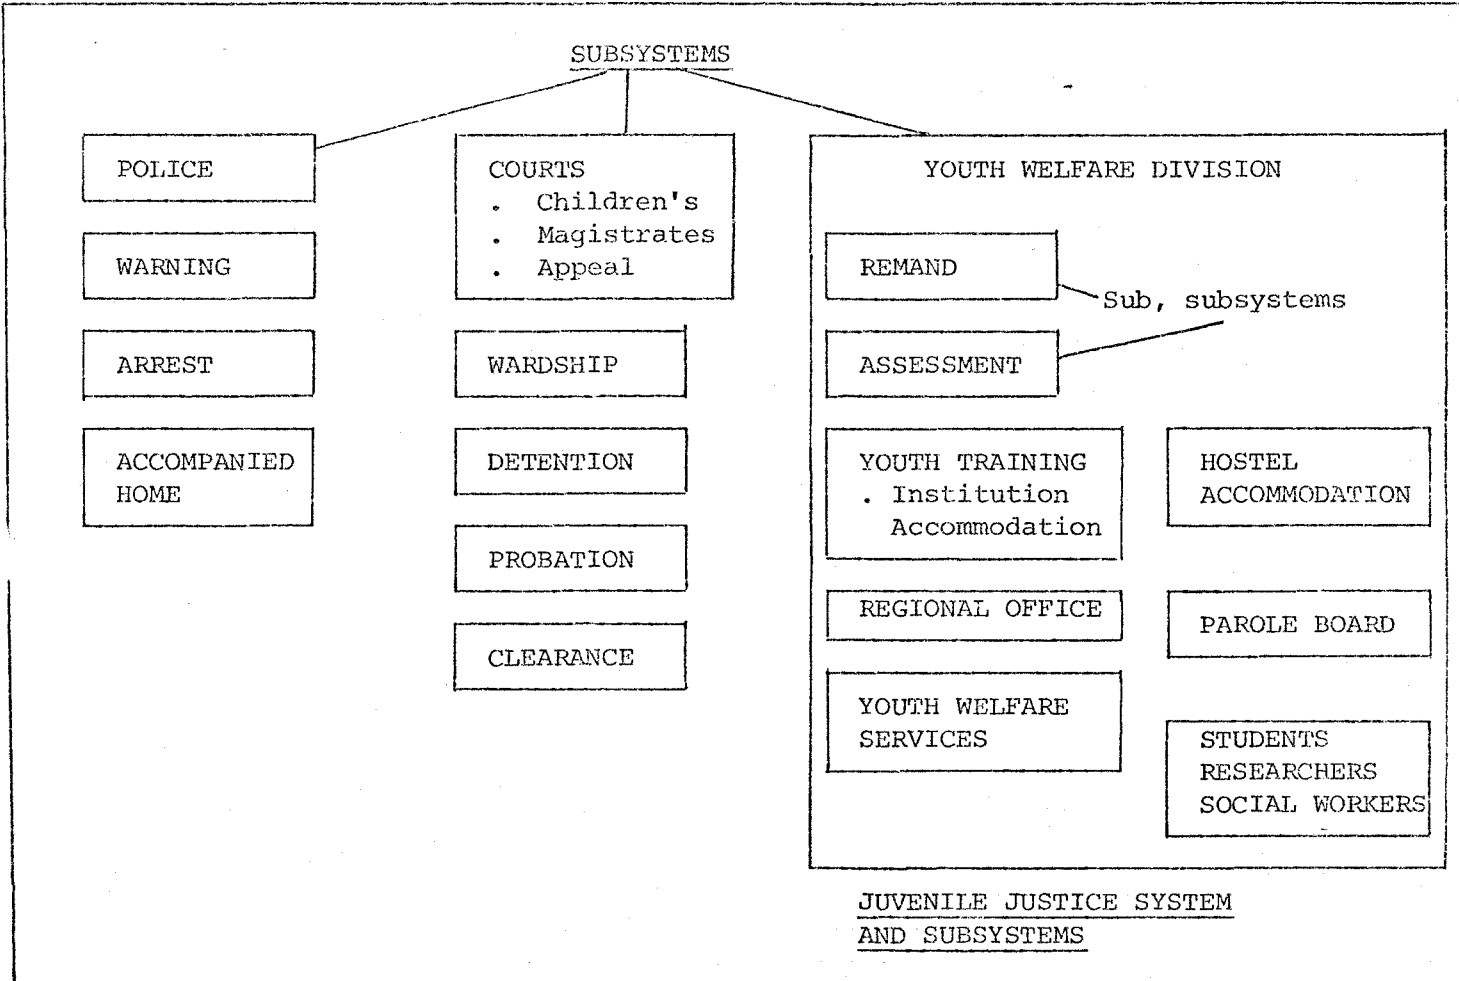 SUBSYSTEMS
POLICE
WARNING
ARREST
ACCOMPANIED
HOME
COURTS
. Children's
. Magistrates
. Appeal
WARDSHIP
DETENTION
PROBATION
CLEARANCE
YOUTH WELFARE DIVISION
REMAND
Sub, subsystems
ASSESSMENT
YOUTH TRAINING
. Institution
Accommodation
HOSTEL
ACCOMMODATION
REGIONAL OFFICE
PAROLE BOARD
YOUTH WELFARE
SERVICES
STUDENTS
RESEARCHERS
SOCIAL WORKERS
JUVENILE JUSTICE SYSTEM
AND SUBSYSTEMS